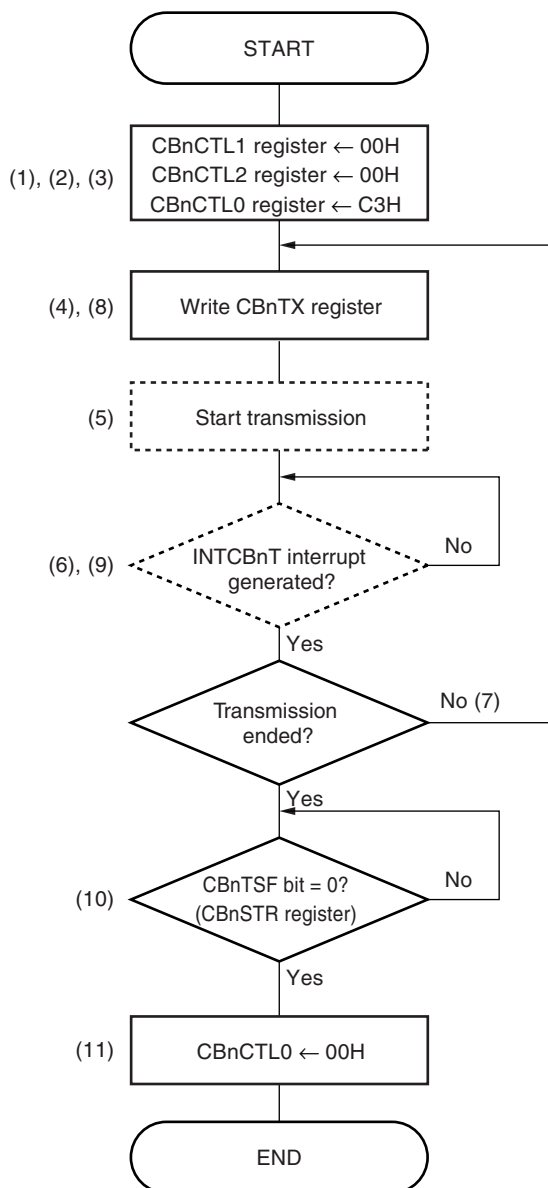 START
(1), (2), (3)
CBnCTL1 register ← 00H
CBnCTL2 register ← 00H
CBnCTL0 register ← C3H
(4), (8)
Write CBnTX register
(5)
Start transmission
(6), (9)
INTCBnT interrupt
generated?
No
Yes
Transmission
ended?
No (7)
Yes
(10)
CBnTSF bit = 0?
(CBnSTR register)
No
Yes
(11)
CBnCTL0 ← 00H
END